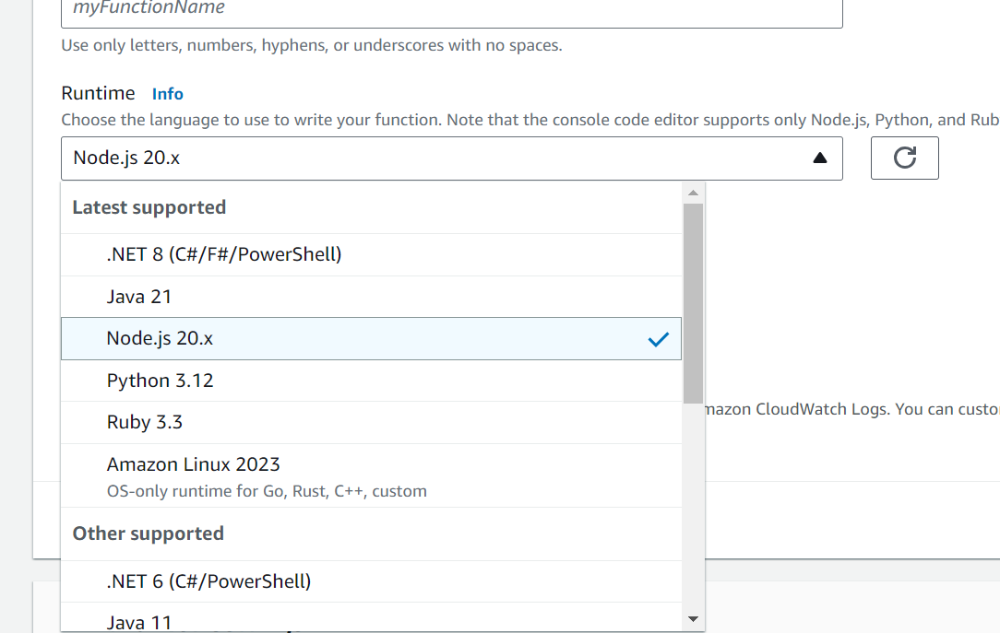 myFunctionName
Use only letters, numbers, hyphens, or underscores with no spaces.
Runtime Info
Choose the language to use to write your function. Note that the console code editor supports only Node.js, Python, and Rub
Node.js 20.x
Latest supported
.NET 8 (C#/F#/PowerShell)
Java 21
Node.js 20.x
Python 3.12
mazon CloudWatch Logs. You can custo
Ruby 3.3
Amazon Linux 2023
OS-only runtime for Go, Rust, C++, custom
Other supported
.NET 6 (C#/PowerShell)
Java 11